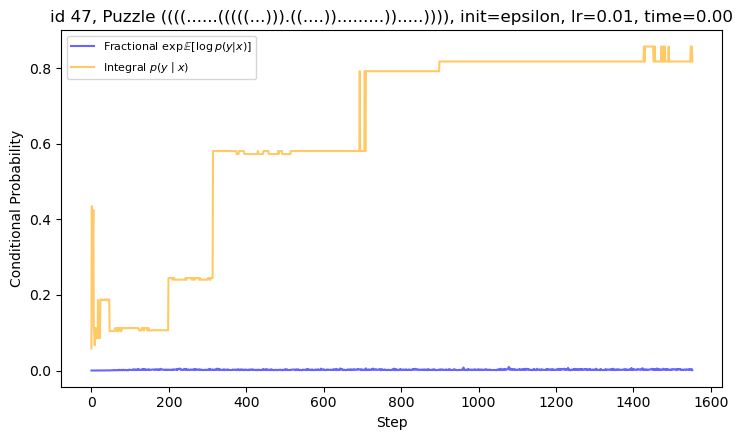 id 47, Puzzle ((((......(((((...))).((....)).........)).....)))), init=epsilon, lr=0.01, time=0.00
Fractional exp 𝔼[log p(y|x)]
Integral p(y | x)
Conditional Probability
0.8
0.6
0.4
0.2
0.0
0 200 400 600 800 1000 1200 1400 1600
Step